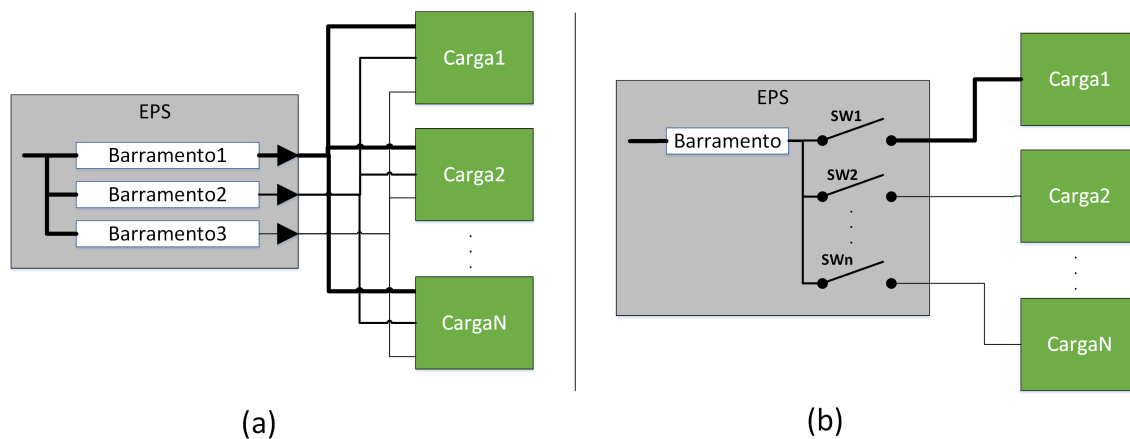 EPS
Barramento1
Barramento2
Barramento3
Carga1
Carga2
CargaN
(a)
EPS
Barramento
SW1
SW2
SWn
Carga1
Carga2
CargaN
(b)